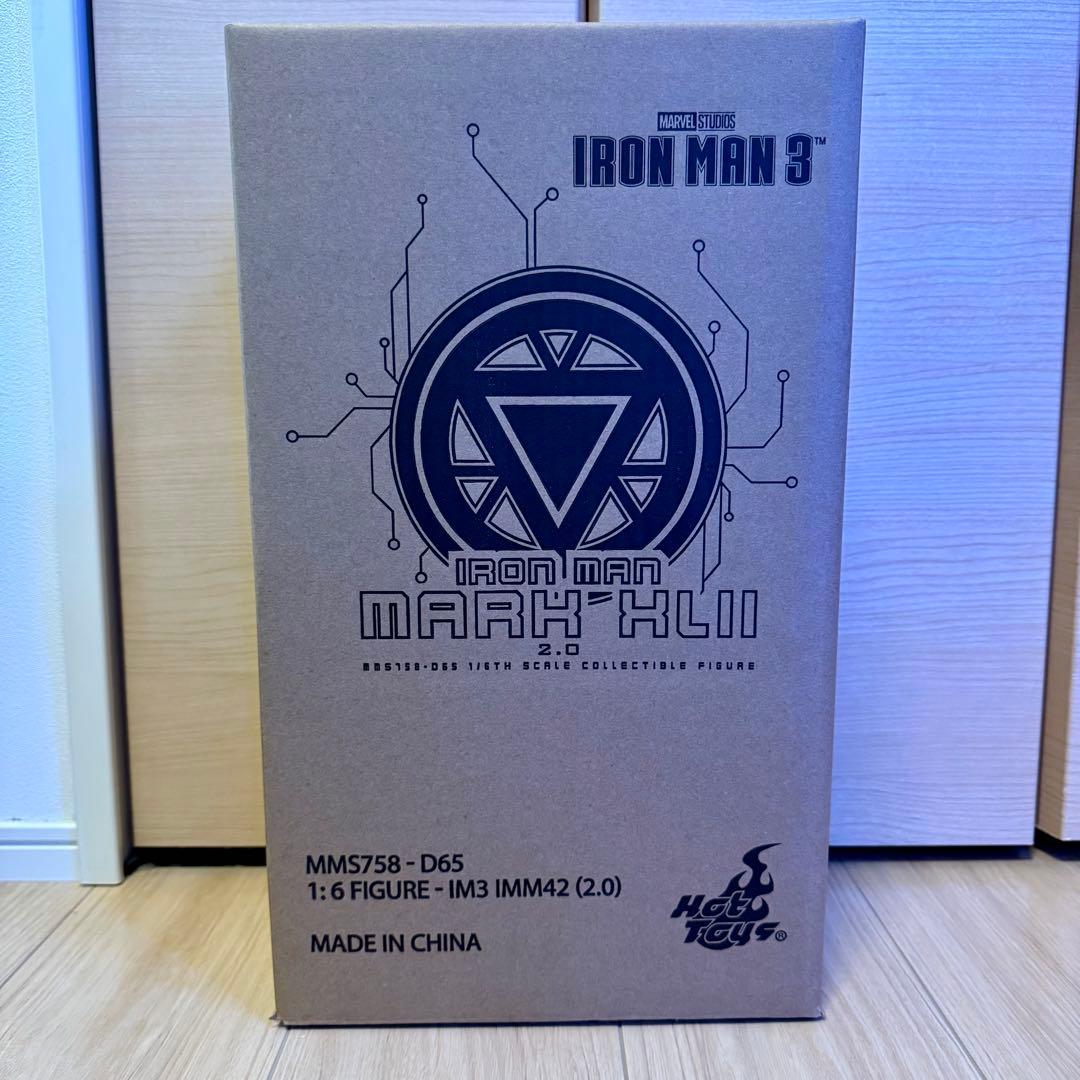 MARVEL STUDIOS
IRON MAN 3™
IRON MAN
MARK XLII
2.0
MMS758-D65 1/6TH SCALE COLLECTIBLE FIGURE
MMS758 - D65
1: 6 FIGURE - IM3 IMM42 (2.0)
MADE IN CHINA
Hot
Toys®